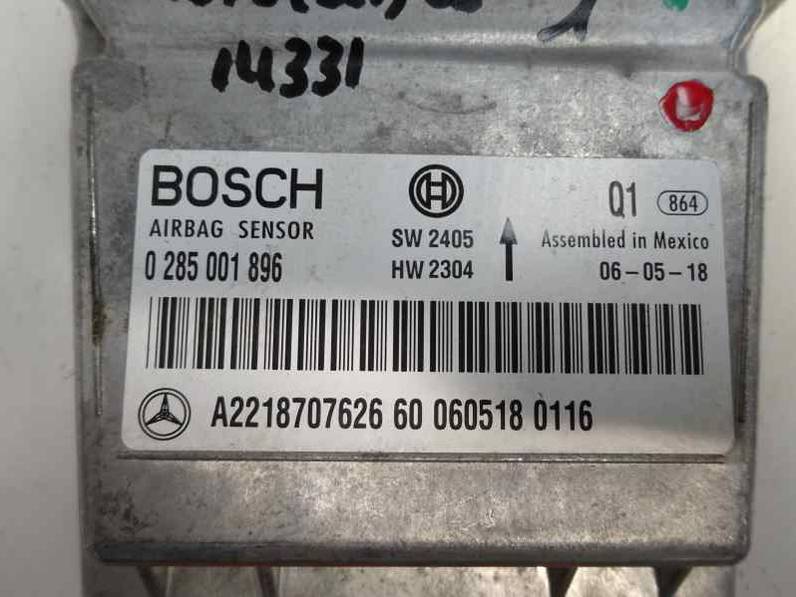 14331
BOSCH
AIRBAG SENSOR
0 285 001 896
SW 2405
HW 2304
Q1 864
Assembled in Mexico
06-05-18
A2218707626 60 060518 0116